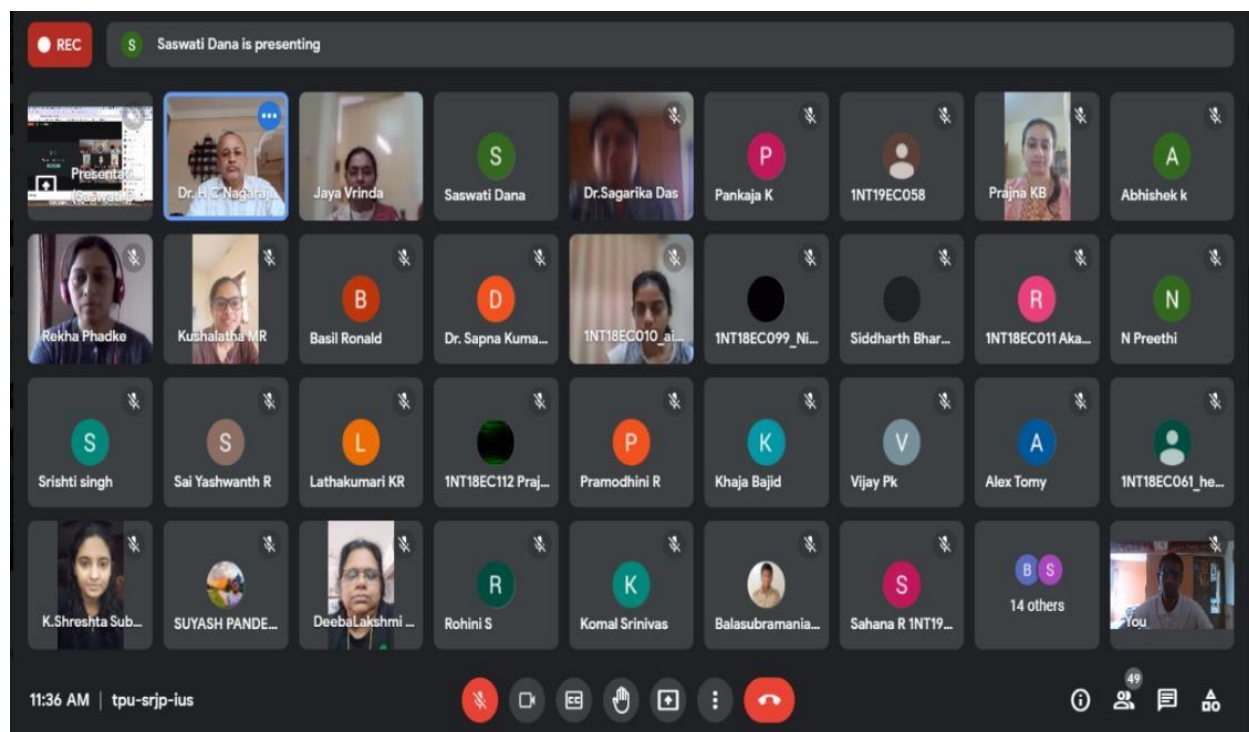 REC
S Saswati Dana is presenting
Presentat...
(Saswati D...
Dr. H C Nagaraj...
Jaya Vrinda
S
Saswati Dana
Dr.Sagarika Das
P
Pankaja K
1NT19EC058
Prajna KB
A
Abhishek k
Rekha Phadke
Kushalatha MR
B
Basil Ronald
D
Dr. Sapna Kuma...
1NT18EC010_ai...
1NT18EC099_Ni...
Siddharth Bhar...
R
1NT18EC011 Aka...
N
N Preethi
S
Srishti singh
S
Sai Yashwanth R
L
Lathakumari KR
1NT18EC112 Praj...
P
Pramodhini R
K
Khaja Bajid
V
Vijay Pk
A
Alex Tomy
1NT18EC061_he...
K.Shreshta Sub...
SUYASH PANDE...
DeebaLakshmi ...
R
Rohini S
K
Komal Srinivas
Balasubramania...
S
Sahana R 1NT19...
B S
14 others
You
11:36 AM | tpu-srjp-ius
CC
49